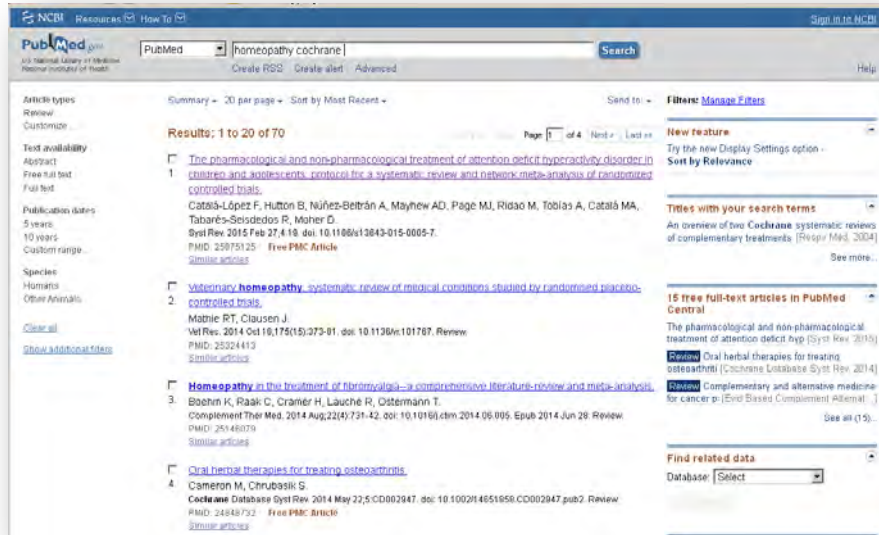 NCBI Resources How To Sign in to NCBI
PubMed.gov
US National Library of Medicine
National Institutes of Health
PubMed homeopathy cochrane Search
Create RSS Create alert Advanced
Help
Article types
Review
Customize ...
Text availability
Abstract
Free full text
Full text
Publication dates
5 years
10 years
Custom range...
Species
Humans
Other Animals
Clear all
Show additional filters
Summary 20 per page Sort by Most Recent Send to:
Results: 1 to 20 of 70
Page 1 of 4 Next > Last >>
1. The pharmacological and non-pharmacological treatment of attention deficit hyperactivity disorder in
children and adolescents: protocol for a systematic review and network meta-analysis of randomized
controlled trials.
Catalá-López F, Hutton B, Núñez-Beltrán A, Mayhew AD, Page MJ, Ridao M, Tobías A, Catalá MA,
Tabarés-Seisdedos R, Moher D.
Syst Rev. 2015 Feb 27;4:19. doi: 10.1186/s13643-015-0005-7.
PMID: 25875125 Free PMC Article
Similar articles
2. Veterinary homeopathy: systematic review of medical conditions studied by randomised placebo-
controlled trials.
Mathie RT, Clausen J.
Vet Rec. 2014 Oct 18;175(15):373-81. doi: 10.1136/vr.101767. Review.
PMID: 25324413
Similar articles
3. Homeopathy in the treatment of fibromyalgia--a comprehensive literature-review and meta-analysis.
Boehm K, Raak C, Cramer H, Lauche R, Ostermann T.
Complement Ther Med. 2014 Aug;22(4):731-42. doi: 10.1016/j.ctim.2014.06.005. Epub 2014 Jun 28. Review.
PMID: 25146079
Similar articles
4. Oral herbal therapies for treating osteoarthritis.
Cameron M, Chrubasik S.
Cochrane Database Syst Rev. 2014 May 22;5:CD002947. doi: 10.1002/14651858.CD002947.pub2. Review.
PMID: 24848732 Free PMC Article
Similar articles
Filters: Manage Filters
New feature
Try the new Display Settings option -
Sort by Relevance
Titles with your search terms
An overview of two Cochrane systematic reviews
of complementary treatments [Respir Med. 2004]
See more...
15 free full-text articles in PubMed
Central
The pharmacological and non-pharmacological
treatment of attention deficit hyp [Syst Rev. 2015]
Review Oral herbal therapies for treating
osteoarthriti [Cochrane Database Syst Rev. 2014]
Review Complementary and alternative medicine
for cancer p [Evid Based Complement Alternat...]
See all (15)...
Find related data
Database: Select